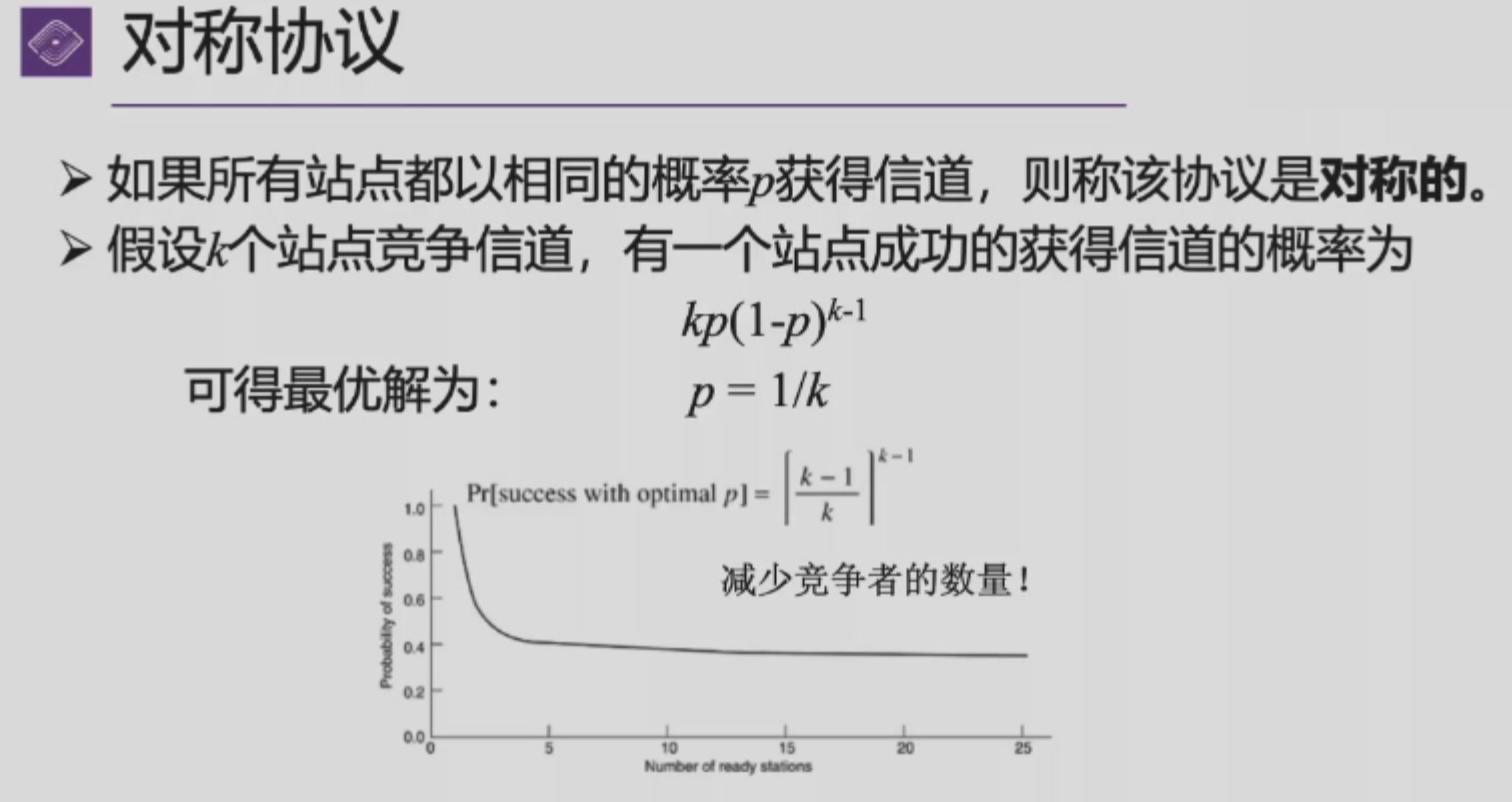 对称协议
➢ 如果所有站点都以相同的概率p获得信道，则称该协议是对称的。
➢ 假设k个站点竞争信道，有一个站点成功的获得信道的概率为
kp(1-p)^{k-1}
可得最优解为： p = 1/k
Pr[success with optimal p] = [(k − 1)/k]^{k−1}
减少竞争者的数量！
Probability of success
1.0
0.8
0.6
0.4
0.2
0.0
0 5 10 15 20 25
Number of ready stations